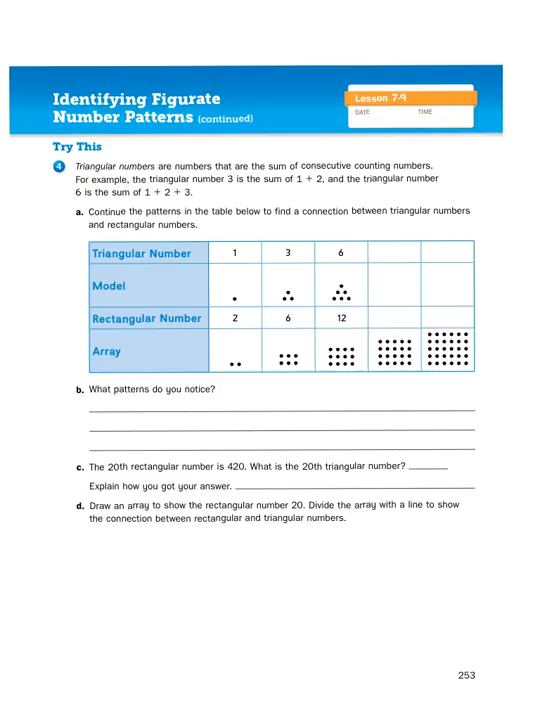 Identifying Figurate
Number Patterns (continued)
Lesson 7-9
DATE TIME
Try This
4 Triangular numbers are numbers that are the sum of consecutive counting numbers.
For example, the triangular number 3 is the sum of 1 + 2, and the triangular number
6 is the sum of 1 + 2 + 3.
a. Continue the patterns in the table below to find a connection between triangular numbers
and rectangular numbers.
Triangular Number 1 3 6
Model
Rectangular Number 2 6 12
Array
b. What patterns do you notice?
c. The 20th rectangular number is 420. What is the 20th triangular number?
Explain how you got your answer.
d. Draw an array to show the rectangular number 20. Divide the array with a line to show
the connection between rectangular and triangular numbers.
253